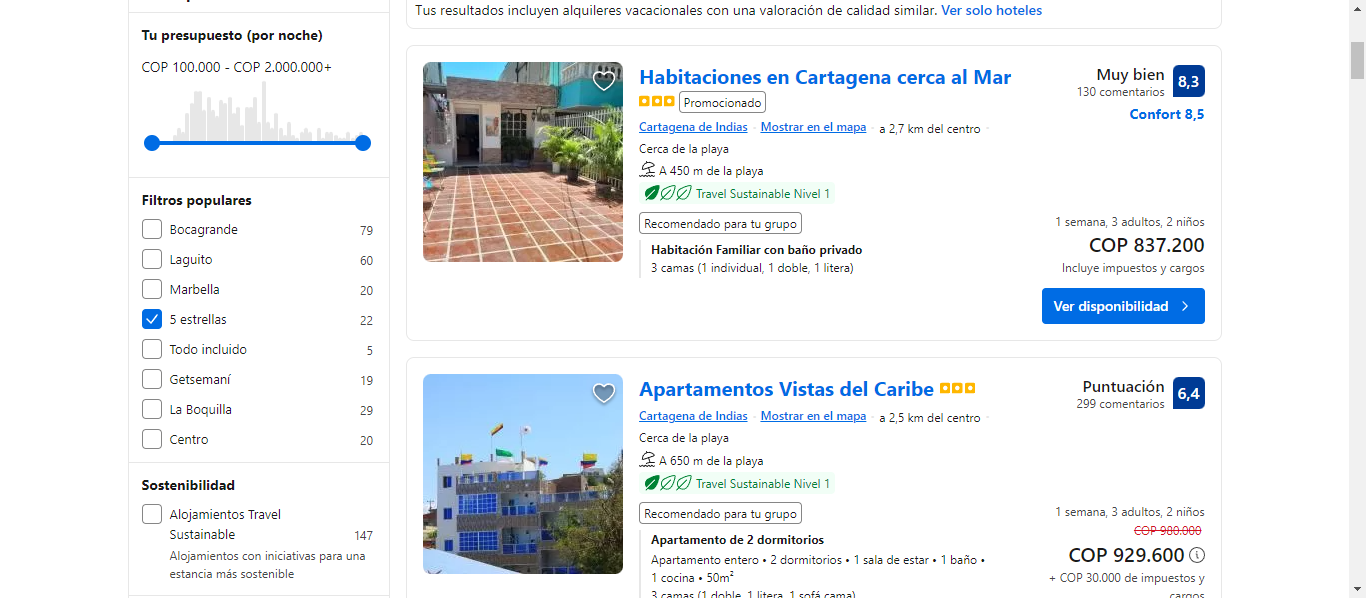 Tus resultados incluyen alquileres vacacionales con una valoración de calidad similar. Ver solo hoteles
Tu presupuesto (por noche)
COP 100.000 - COP 2.000.000+
Filtros populares
Bocagrande 79
Laguito 60
Marbella 20
5 estrellas 22
Todo incluido 5
Getsemaní 19
La Boquilla 29
Centro 20
Sostenibilidad
Alojamientos Travel
Sustainable 147
Alojamientos con iniciativas para una
estancia más sostenible
Habitaciones en Cartagena cerca al Mar
Promocionado
Cartagena de Indias · Mostrar en el mapa · a 2,7 km del centro ·
Cerca de la playa
A 450 m de la playa
Travel Sustainable Nivel 1
Recomendado para tu grupo
Habitación Familiar con baño privado
3 camas (1 individual, 1 doble, 1 litera)
Muy bien 8,3
130 comentarios
Confort 8,5
1 semana, 3 adultos, 2 niños
COP 837.200
Incluye impuestos y cargos
Ver disponibilidad
Apartamentos Vistas del Caribe
Cartagena de Indias · Mostrar en el mapa · a 2,5 km del centro ·
Cerca de la playa
A 650 m de la playa
Travel Sustainable Nivel 1
Recomendado para tu grupo
Apartamento de 2 dormitorios
Apartamento entero • 2 dormitorios • 1 sala de estar • 1 baño •
1 cocina • 50m²
3 camas (1 doble, 1 litera, 1 sofá cama)
Puntuación 6,4
299 comentarios
1 semana, 3 adultos, 2 niños
COP 980.000
COP 929.600
+ COP 30.000 de impuestos y
cargos